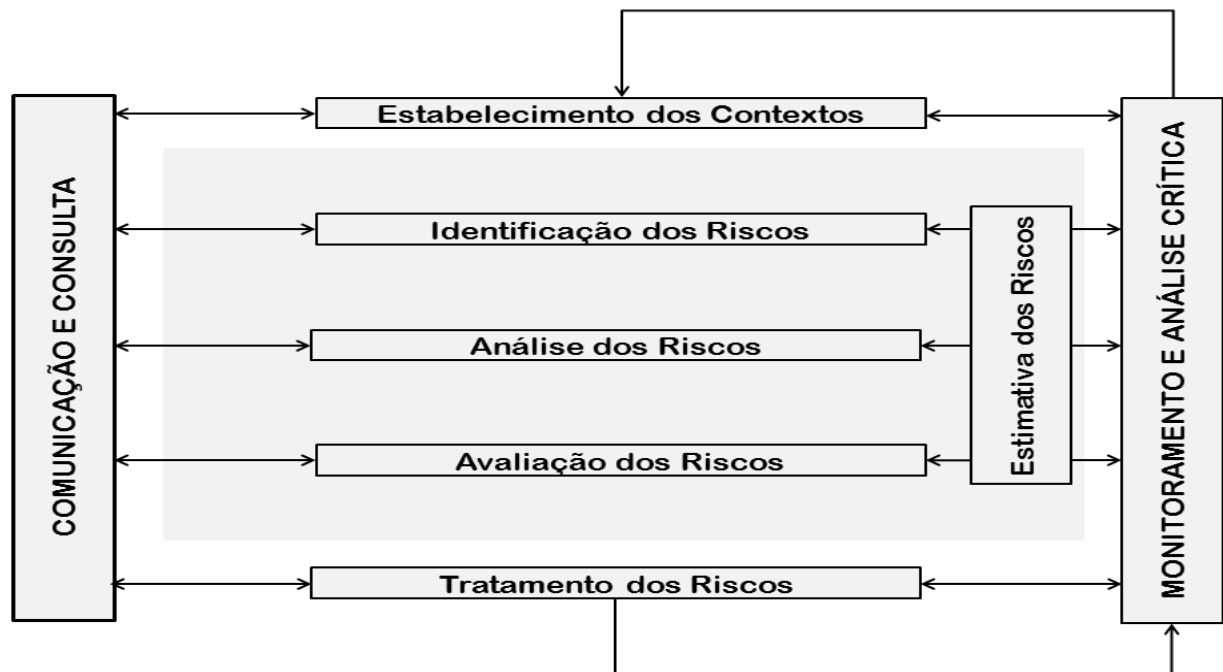 Estabelecimento dos Contextos
COMUNICAÇÃO E CONSULTA
Identificação dos Riscos
Análise dos Riscos
Avaliação dos Riscos
Estimativa dos Riscos
MONITORAMENTO E ANÁLISE CRÍTICA
Tratamento dos Riscos